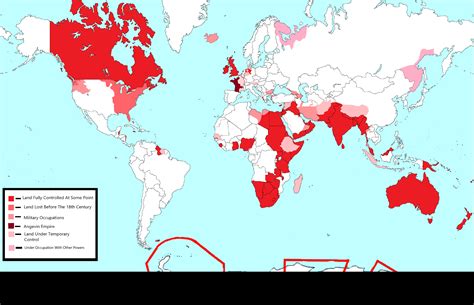 Land Fully Controlled At Some Point
Land Lost Before The 18th Century
Military Occupations
Angevin Empire
Land Under Temporary
Control
Under Occupation With Other Powers